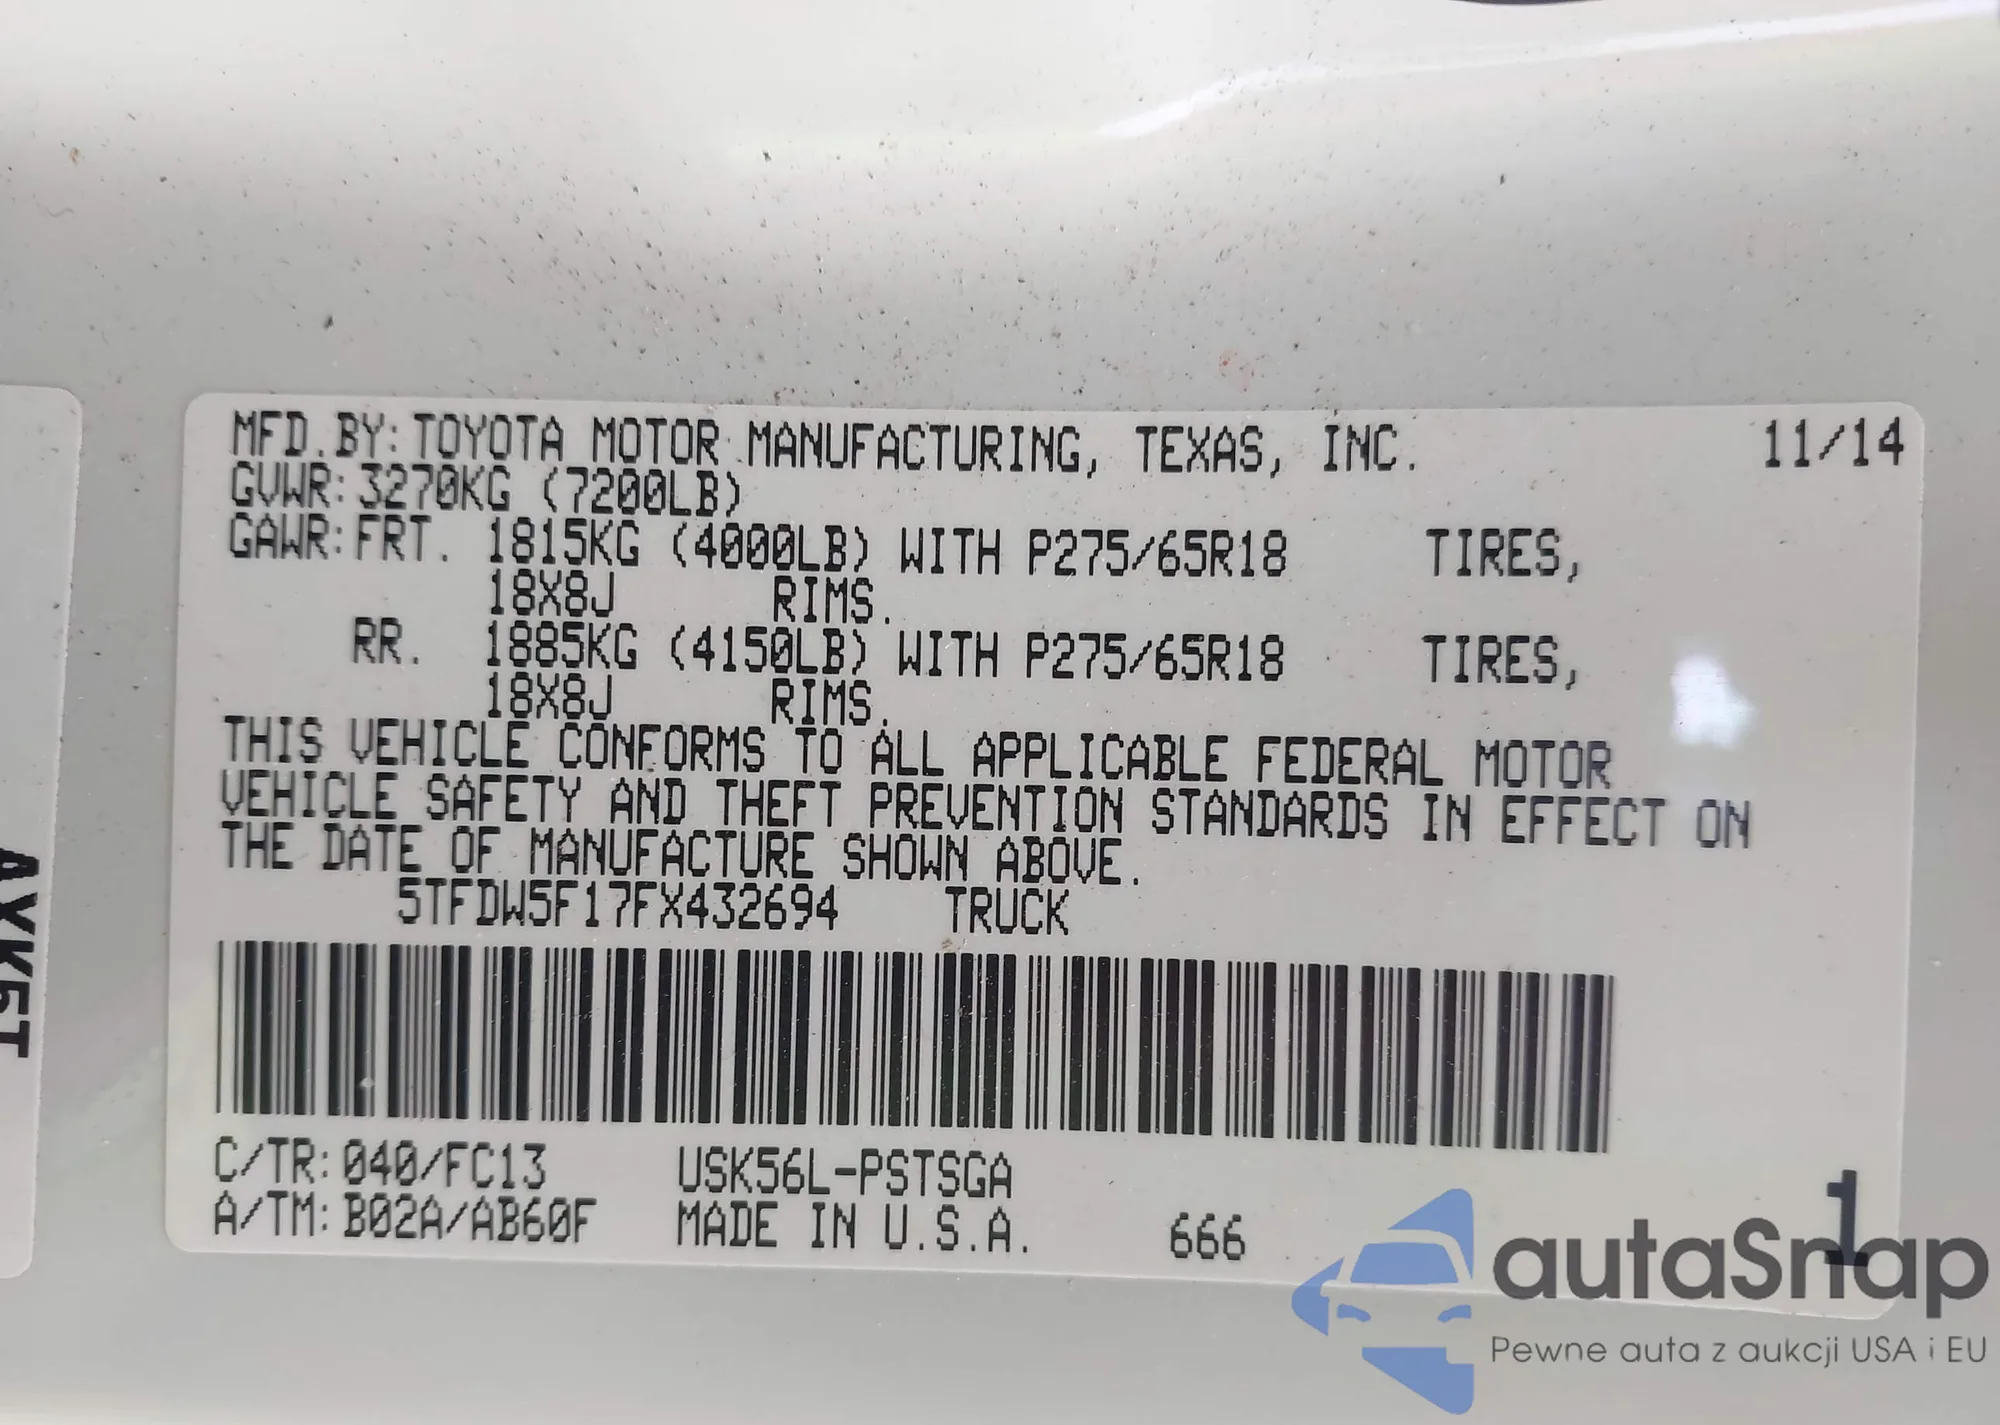 MFD.BY: TOYOTA MOTOR MANUFACTURING, TEXAS, INC. 11/14
GVWR: 3270KG (7200LB)
GAWR: FRT. 1815KG (4000LB) WITH P275/65R18 TIRES,
18X8J RIMS.
RR. 1885KG (4150LB) WITH P275/65R18 TIRES,
18X8J RIMS.
THIS VEHICLE CONFORMS TO ALL APPLICABLE FEDERAL MOTOR
VEHICLE SAFETY AND THEFT PREVENTION STANDARDS IN EFFECT ON
THE DATE OF MANUFACTURE SHOWN ABOVE.
5TFDW5F17FX432694 TRUCK
C/TR: 040/FC13 USK56L-PSTSGA
A/TM: B02A/AB60F MADE IN U.S.A. 666
1
autaSnap
Pewne auta z aukcji USA i EU